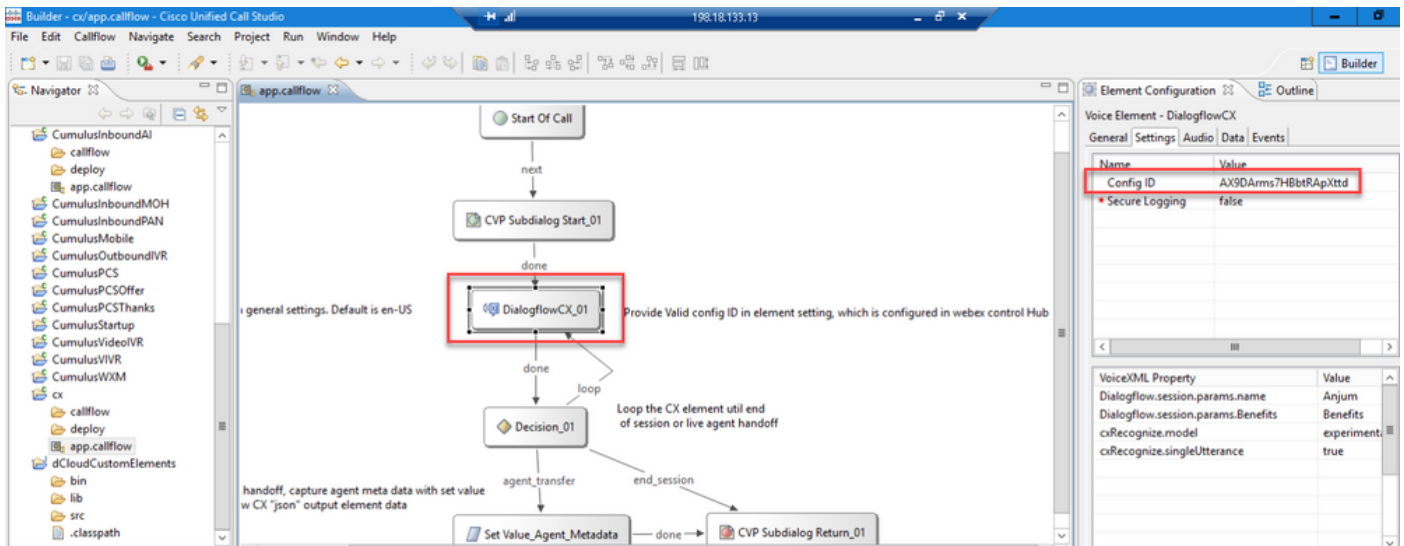 Builder - cx/app.callflow - Cisco Unified Call Studio
198.18.133.13
File Edit Callflow Navigate Search Project Run Window Help
Builder
Navigator
CumulusInboundAI
callflow
deploy
app.callflow
CumulusInboundMOH
CumulusInboundPAN
CumulusMobile
CumulusOutboundIVR
CumulusPCS
CumulusPCSOffer
CumulusPCSThanks
CumulusStartup
CumulusVideoIVR
CumulusVIVR
CumulusWXM
cx
callflow
deploy
app.callflow
dCloudCustomElements
bin
lib
src
.classpath
app.callflow
Start Of Call
next
CVP Subdialog Start_01
done
general settings. Default is en-US
DialogflowCX_01
Provide Valid config ID in element setting, which is configured in webex control Hub
done
loop
Decision_01
Loop the CX element util end
of session or live agent handoff
agent_transfer
end_session
handoff, capture agent meta data with set value
w CX "json" output element data
Set Value_Agent_Metadata
done
CVP Subdialog Return_01
Element Configuration
Outline
Voice Element - DialogflowCX
General Settings Audio Data Events
Name Value
Config ID AX9DArms7HBbtRApXttd
* Secure Logging false
VoiceXML Property Value
Dialogflow.session.params.name Anjum
Dialogflow.session.params.Benefits Benefits
cxRecognize.model experiment
cxRecognize.singleUtterance true